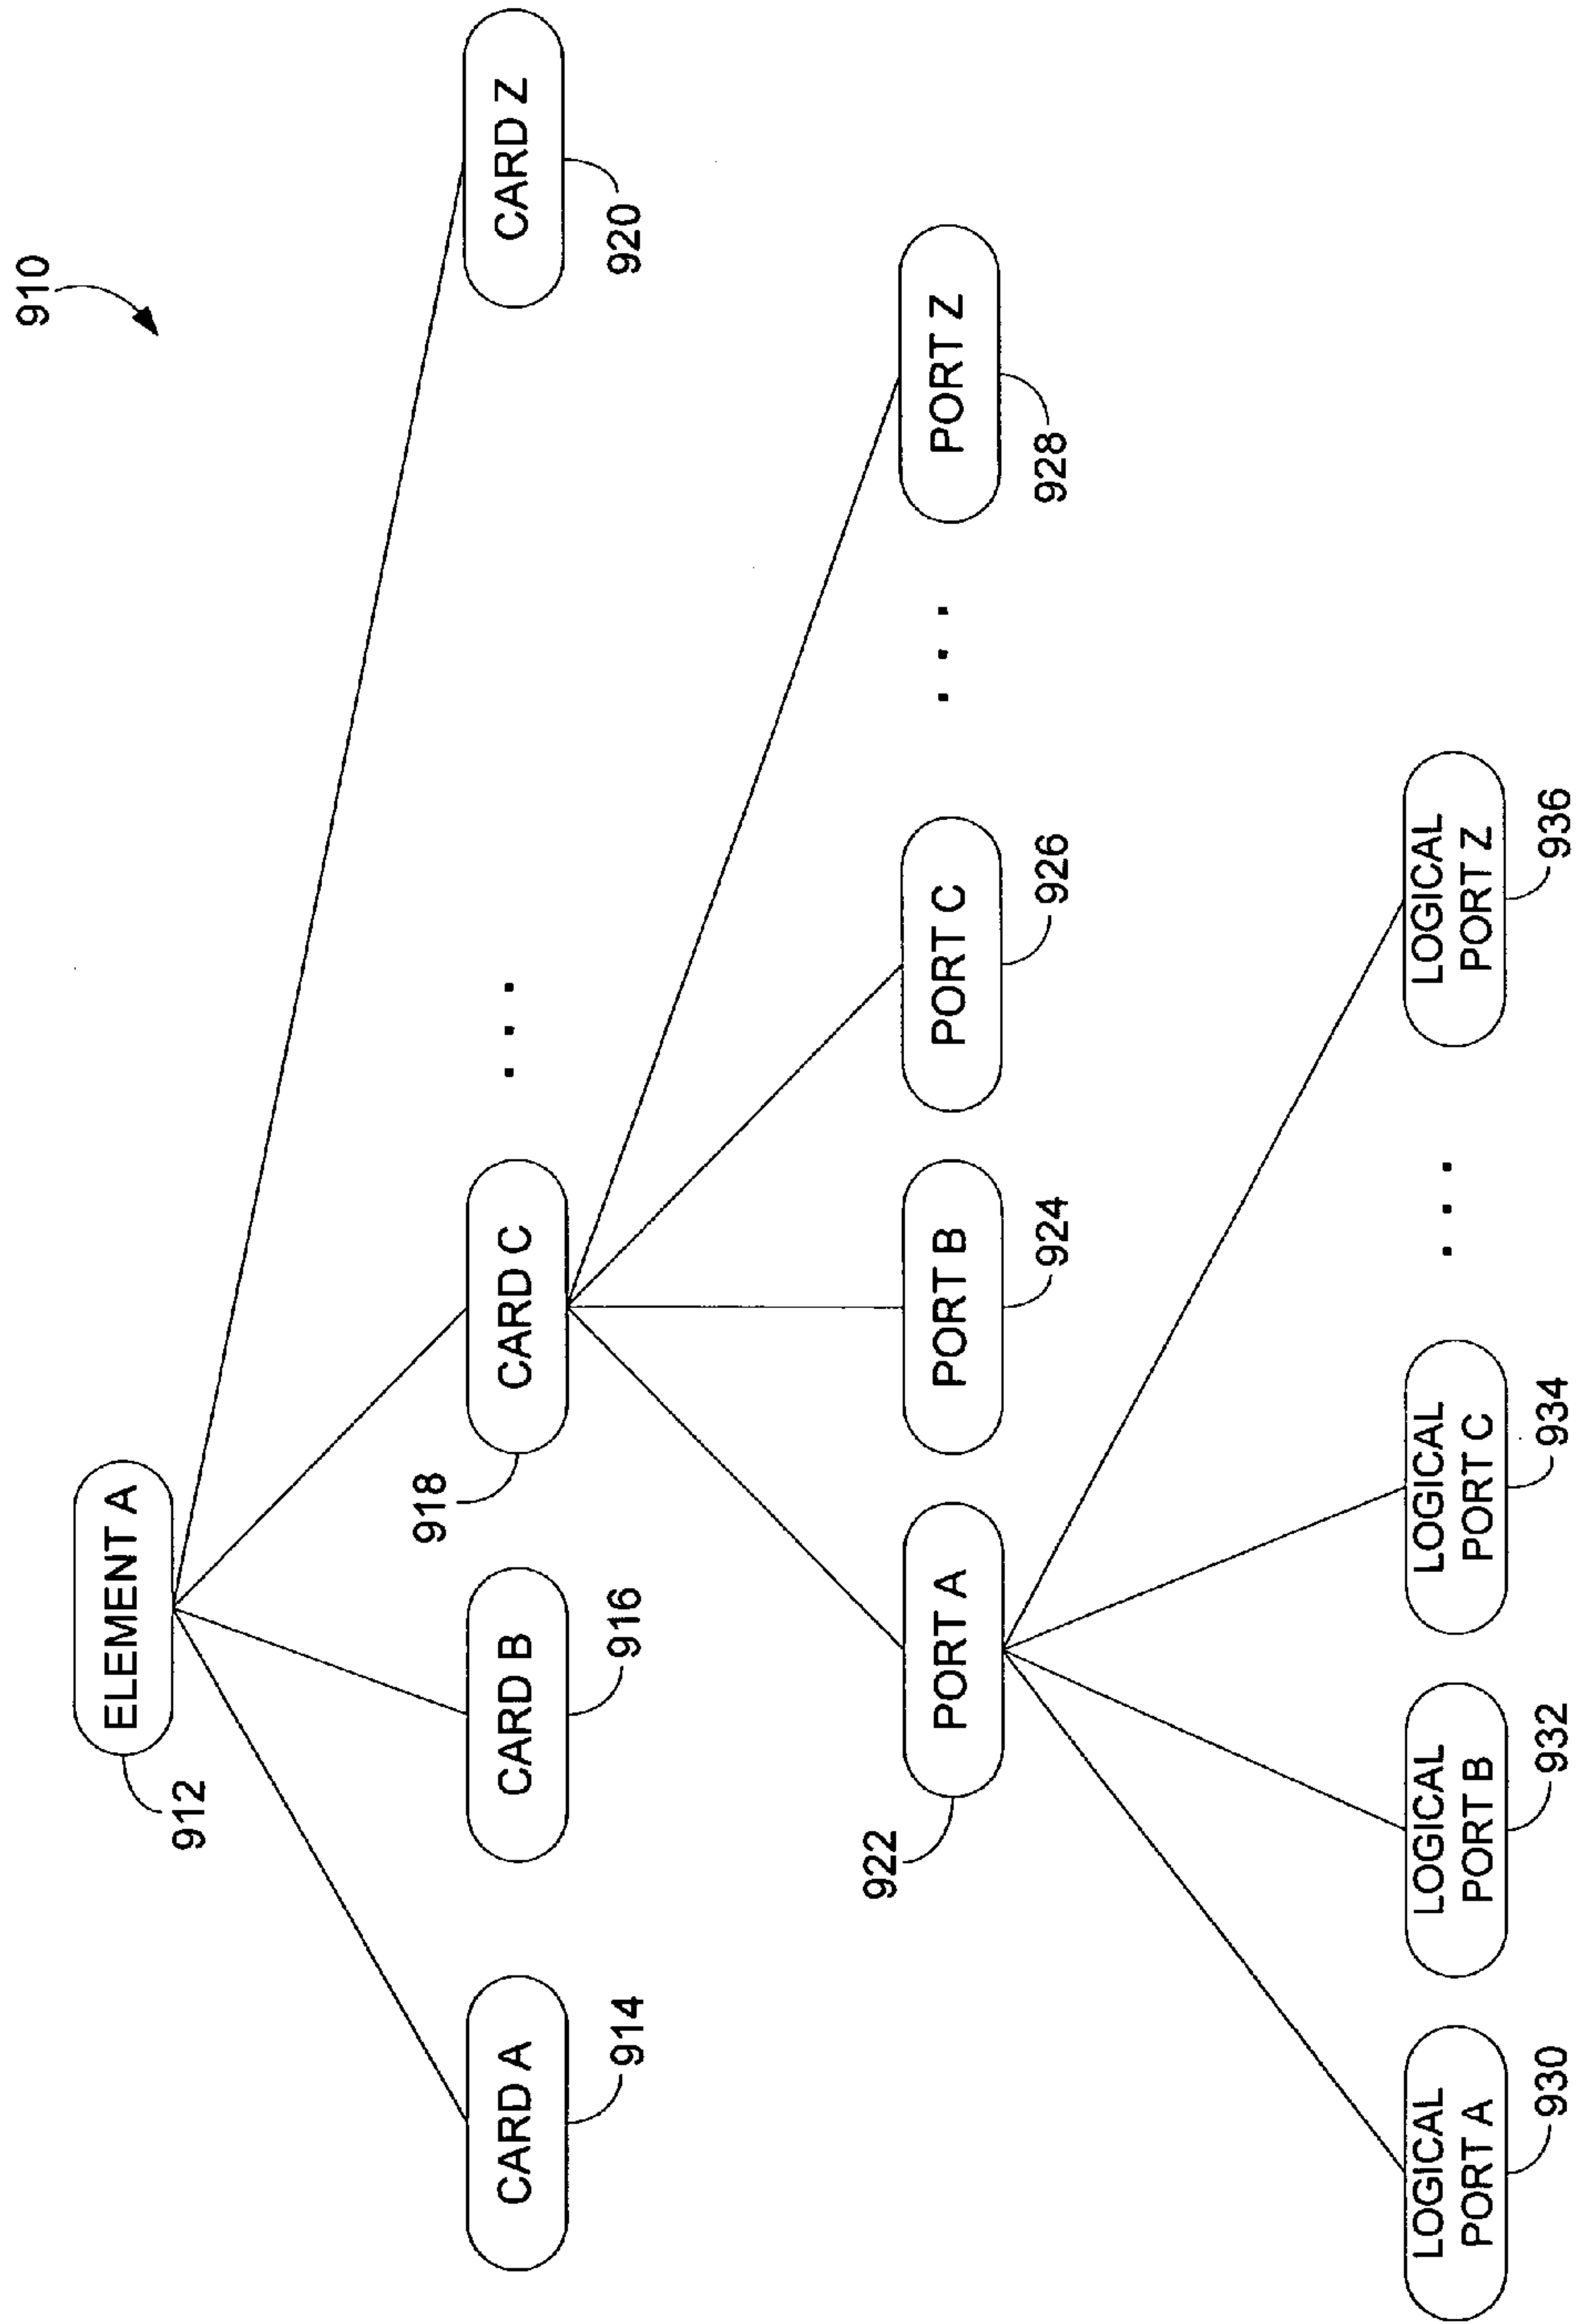 910
ELEMENT A
912
CARD A
914
CARD B
916
CARD C
918
. . .
CARD Z
920
PORT A
922
PORT B
924
PORT C
926
. . .
PORT Z
928
LOGICAL
PORT A
930
LOGICAL
PORT B
932
LOGICAL
PORT C
934
. . .
LOGICAL
PORT Z
936